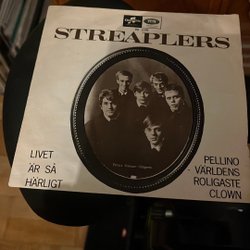 STREAPLERS
LIVET
ÄR SÅ
HÄRLIGT
PELLINO
VÄRLDENS
ROLIGASTE
CLOWN